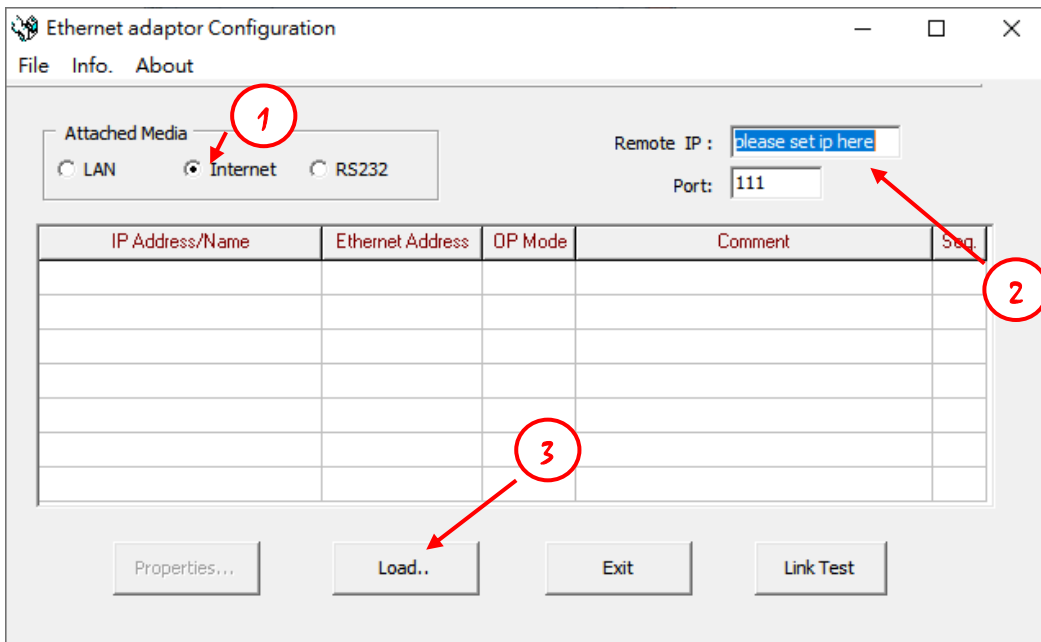 Ethernet adaptor Configuration
File Info. About
1
Attached Media
LAN Internet RS232
Remote IP : please set ip here
Port: 111
IP Address/Name Ethernet Address OP Mode Comment Seq.
2
3
Properties... Load.. Exit Link Test